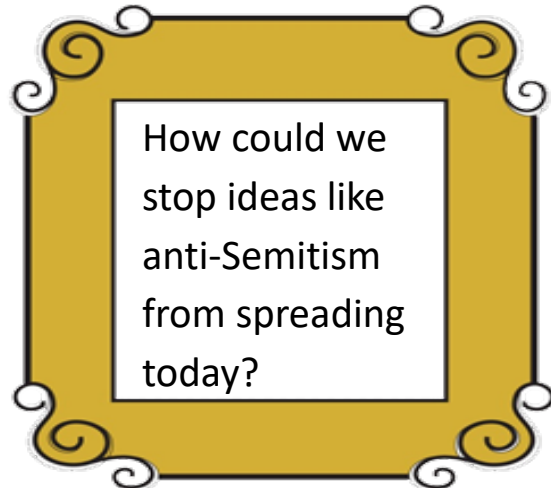 How could we
stop ideas like
anti-Semitism
from spreading
today?